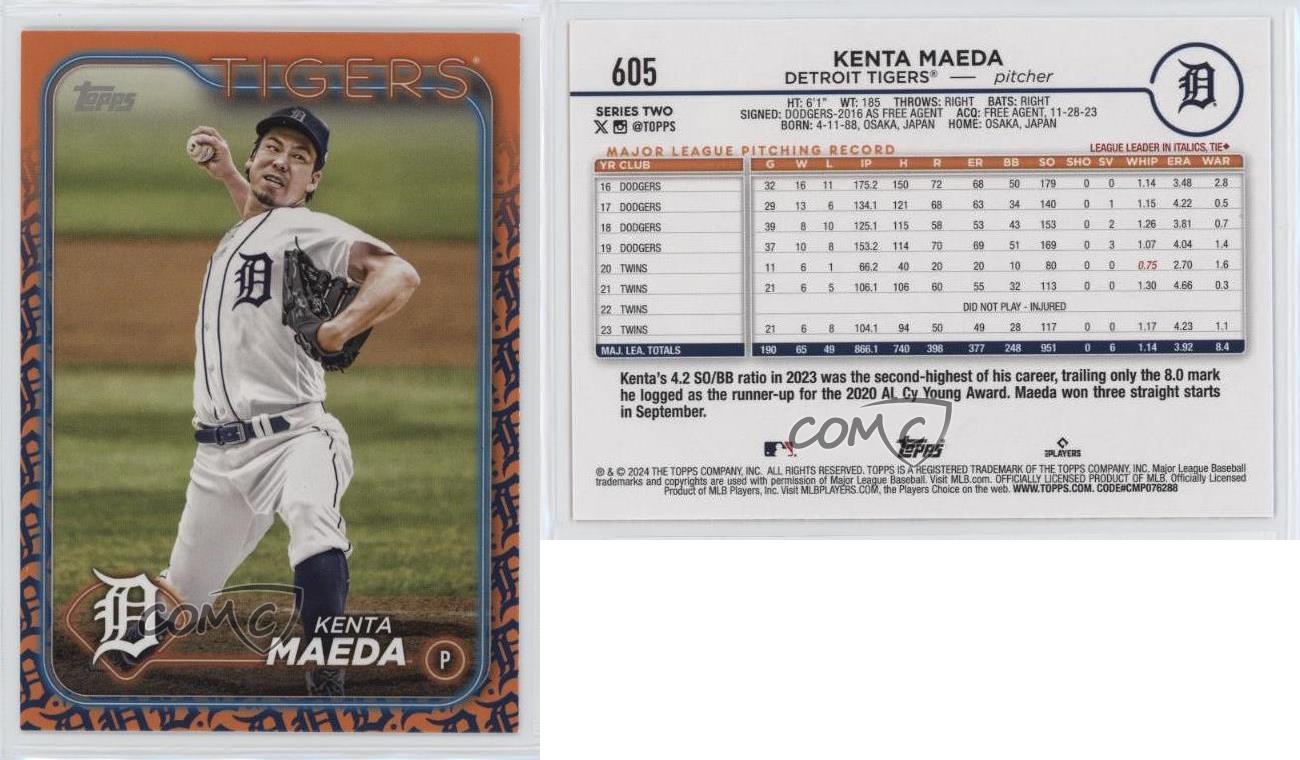 TIGERS®
Topps
D
COMC
KENTA
MAEDA
P
605
KENTA MAEDA
DETROIT TIGERS® — pitcher
SERIES TWO
X @TOPPS
HT: 6'1" WT: 185 THROWS: RIGHT BATS: RIGHT
SIGNED: DODGERS-2016 AS FREE AGENT ACQ: FREE AGENT, 11-28-23
BORN: 4-11-88, OSAKA, JAPAN HOME: OSAKA, JAPAN
MAJOR LEAGUE PITCHING RECORD LEAGUE LEADER IN ITALICS, TIE♦
YR CLUB G W L IP H R ER BB SO SHO SV WHIP ERA WAR
16 DODGERS 32 16 11 175.2 150 72 68 50 179 0 0 1.14 3.48 2.8
17 DODGERS 29 13 6 134.1 121 68 63 34 140 0 1 1.15 4.22 0.5
18 DODGERS 39 8 10 125.1 115 58 53 43 153 0 2 1.26 3.81 0.7
19 DODGERS 37 10 8 153.2 114 70 69 51 169 0 3 1.07 4.04 1.4
20 TWINS 11 6 1 66.2 40 20 20 10 80 0 0 0.75 2.70 1.6
21 TWINS 21 6 5 106.1 106 60 55 32 113 0 0 1.30 4.66 0.3
22 TWINS DID NOT PLAY - INJURED
23 TWINS 21 6 8 104.1 94 50 49 28 117 0 0 1.17 4.23 1.1
MAJ. LEA. TOTALS 190 65 49 866.1 740 398 377 248 951 0 6 1.14 3.92 8.4
Kenta's 4.2 SO/BB ratio in 2023 was the second-highest of his career, trailing only the 8.0 mark
he logged as the runner-up for the 2020 AL Cy Young Award. Maeda won three straight starts
in September.
COMC
Topps
PLAYERS
® & © 2024 THE TOPPS COMPANY, INC. ALL RIGHTS RESERVED. TOPPS IS A REGISTERED TRADEMARK OF THE TOPPS COMPANY, INC. Major League Baseball
trademarks and copyrights are used with permission of Major League Baseball. Visit MLB.com. OFFICIALLY LICENSED PRODUCT OF MLB. Officially Licensed
Product of MLB Players, Inc. Visit MLBPLAYERS.COM, the Players Choice on the web. WWW.TOPPS.COM. CODE#CMP076288